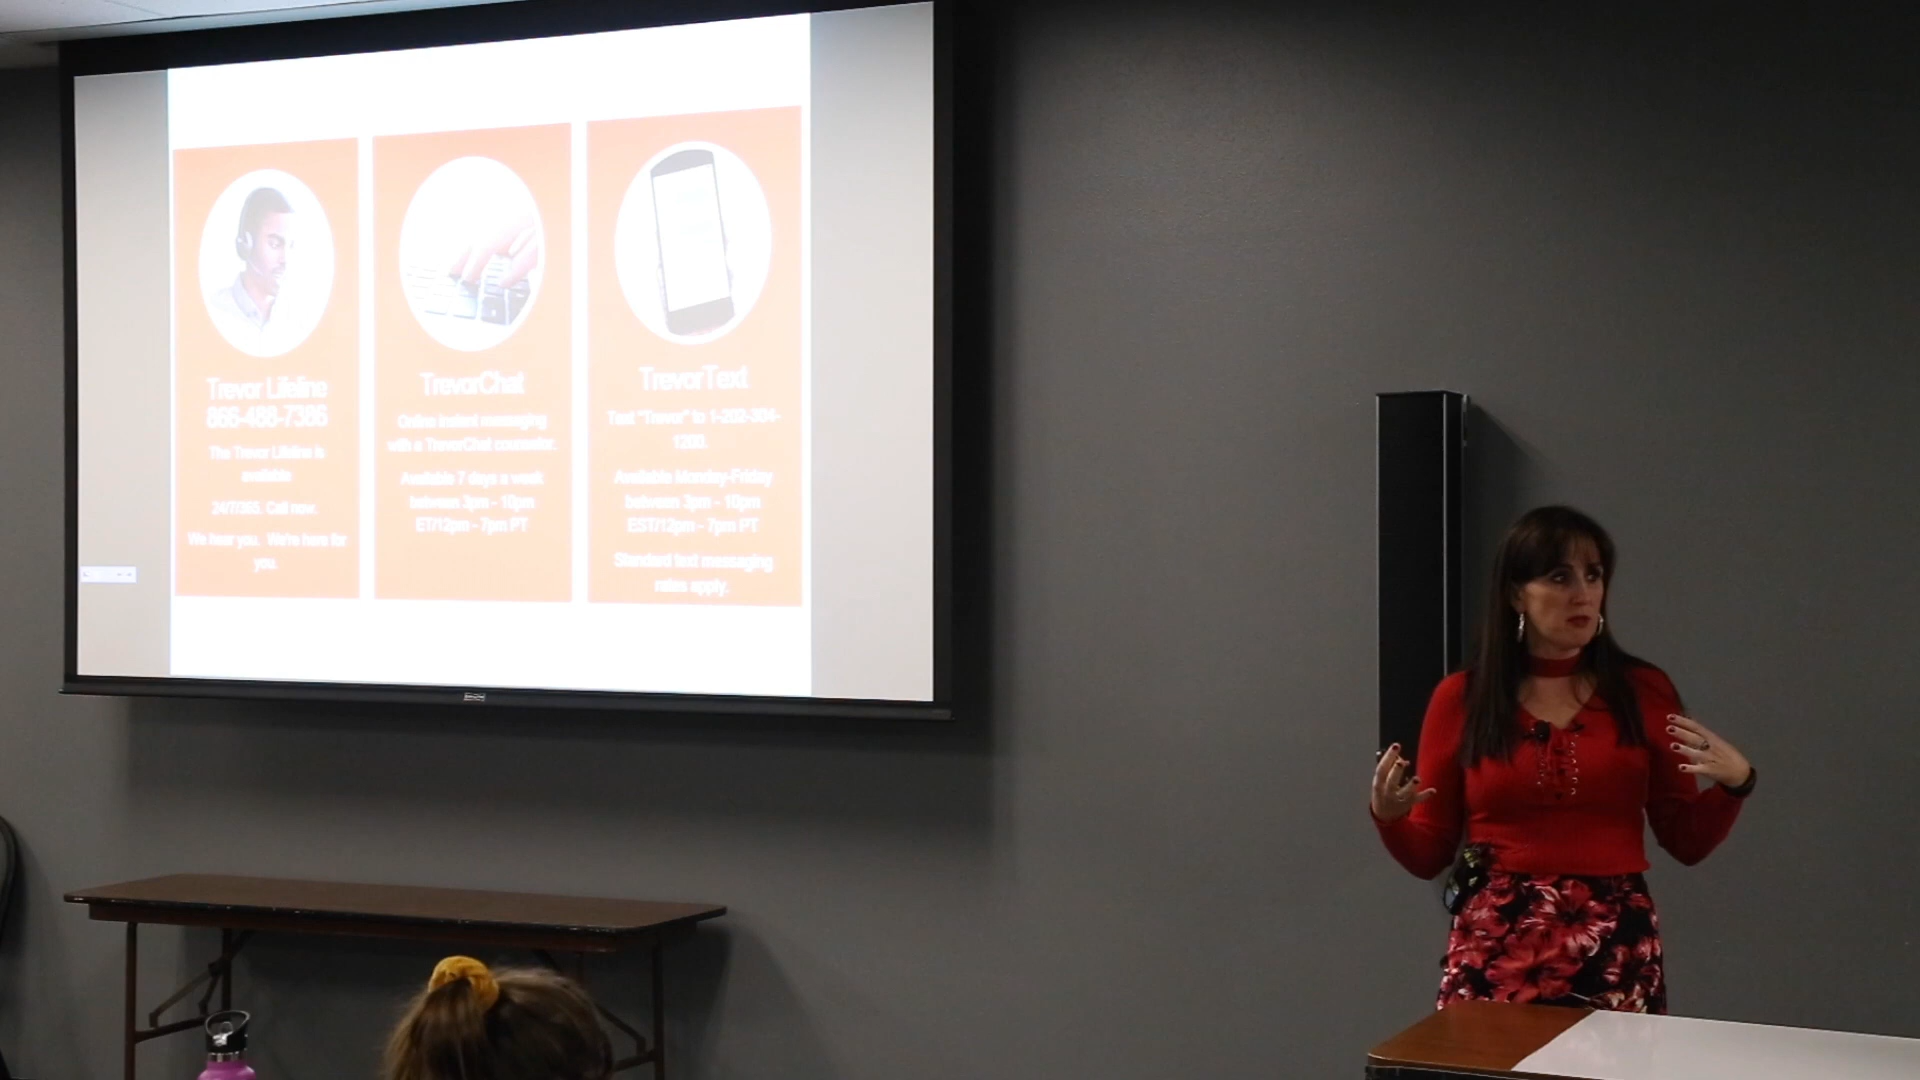 Trevor Lifeline
866-488-7386
The Trevor Lifeline is
available
24/7/365. Call now.
We hear you. We're here for
you.
TrevorChat
Online instant messaging
with a TrevorChat counselor.
Available 7 days a week
between 3pm - 10pm
ET/12pm - 7pm PT
TrevorText
Text "Trevor" to 1-202-304-
1200.
Available Monday-Friday
between 3pm - 10pm
EST/12pm - 7pm PT
Standard text messaging
rates apply.